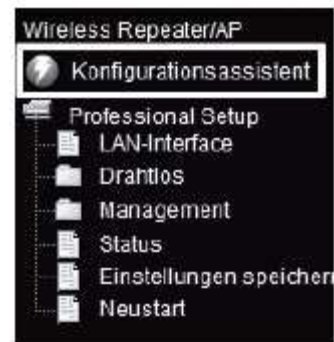 Wireless Repeater/AP
Konfigurationsassistent
Professional Setup
LAN-Interface
Drahtlos
Management
Status
Einstellungen speichern
Neustart